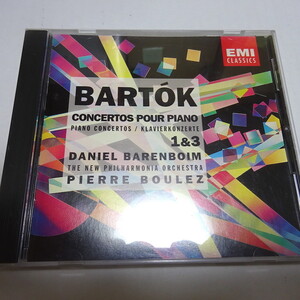 EMI
CLASSICS
BARTÓK
CONCERTOS POUR PIANO
PIANO CONCERTOS / KLAVIERKONZERTE
1&3
DANIEL BARENBOIM
THE NEW PHILHARMONIA ORCHESTRA
PIERRE BOULEZ